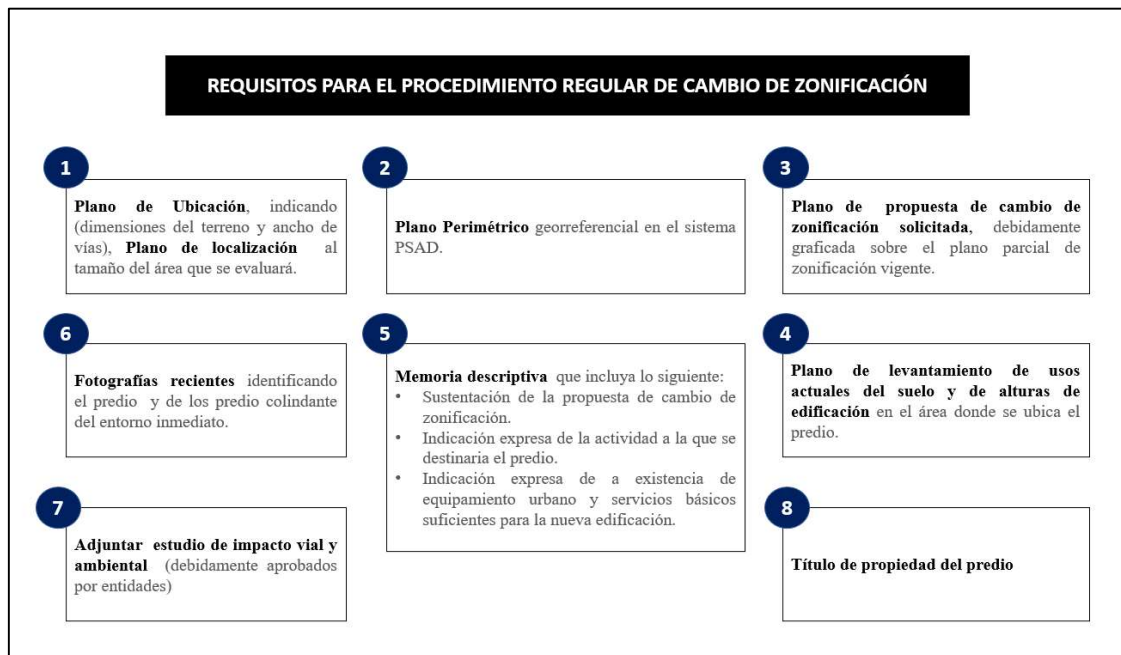 REQUISITOS PARA EL PROCEDIMIENTO REGULAR DE CAMBIO DE ZONIFICACIÓN
1
Plano de Ubicación, indicando
(dimensiones del terreno y ancho de
vías), Plano de localización al
tamaño del área que se evaluará.
2
Plano Perimétrico georreferencial en el sistema
PSAD.
3
Plano de propuesta de cambio de
zonificación solicitada, debidamente
graficada sobre el plano parcial de
zonificación vigente.
4
Plano de levantamiento de usos
actuales del suelo y de alturas de
edificación en el área donde se ubica el
predio.
5
Memoria descriptiva que incluya lo siguiente:
• Sustentación de la propuesta de cambio de
zonificación.
• Indicación expresa de la actividad a la que se
destinaria el predio.
• Indicación expresa de a existencia de
equipamiento urbano y servicios básicos
suficientes para la nueva edificación.
6
Fotografías recientes identificando
el predio y de los predio colindante
del entorno inmediato.
7
Adjuntar estudio de impacto vial y
ambiental (debidamente aprobados
por entidades)
8
Título de propiedad del predio